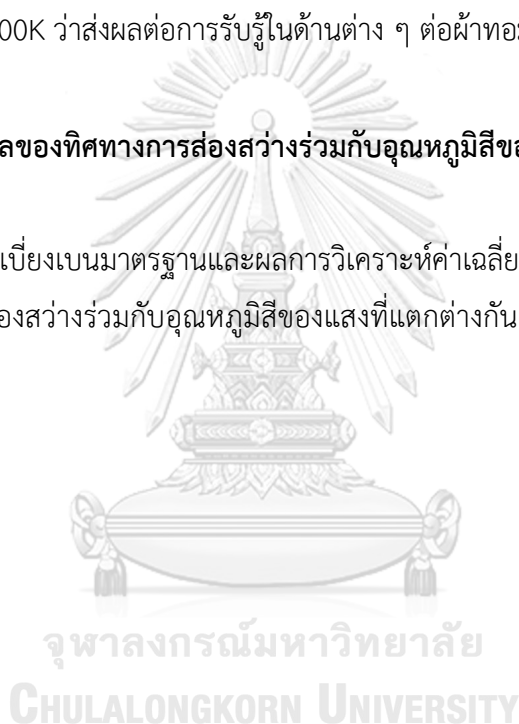 00K ว่าส่งผลต่อการรับรู้ในด้านต่าง ๆ ต่อผ้าทอ
ลของทิศทางการส่องสว่างร่วมกับอุณหภูมิสีขอ
เบี่ยงเบนมาตรฐานและผลการวิเคราะห์ค่าเฉลี่ย
องสว่างร่วมกับอุณหภูมิสีของแสงที่แตกต่างกัน
จุฬาลงกรณ์มหาวิทยาลัย
CHULALONGKORN UNIVERSITY